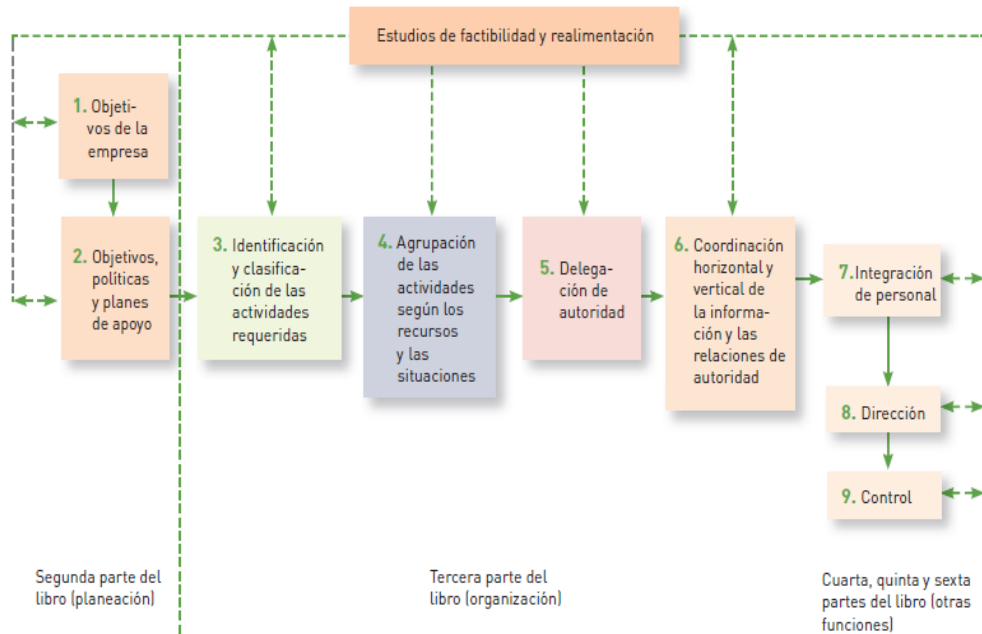 Estudios de factibilidad y realimentación
1. Objeti-
vos de la
empresa
2. Objetivos,
políticas
y planes
de apoyo
3. Identificación
y clasifica-
ción de las
actividades
requeridas
4. Agrupación
de las
actividades
según los
recursos
y las
situaciones
5. Delega-
ción de
autoridad
6. Coordinación
horizontal y
vertical de
la informa-
ción y las
relaciones de
autoridad
7. Integración
de personal
8. Dirección
9. Control
Segunda parte del
libro (planeación)
Tercera parte del
libro (organización)
Cuarta, quinta y sexta
partes del libro (otras
funciones)